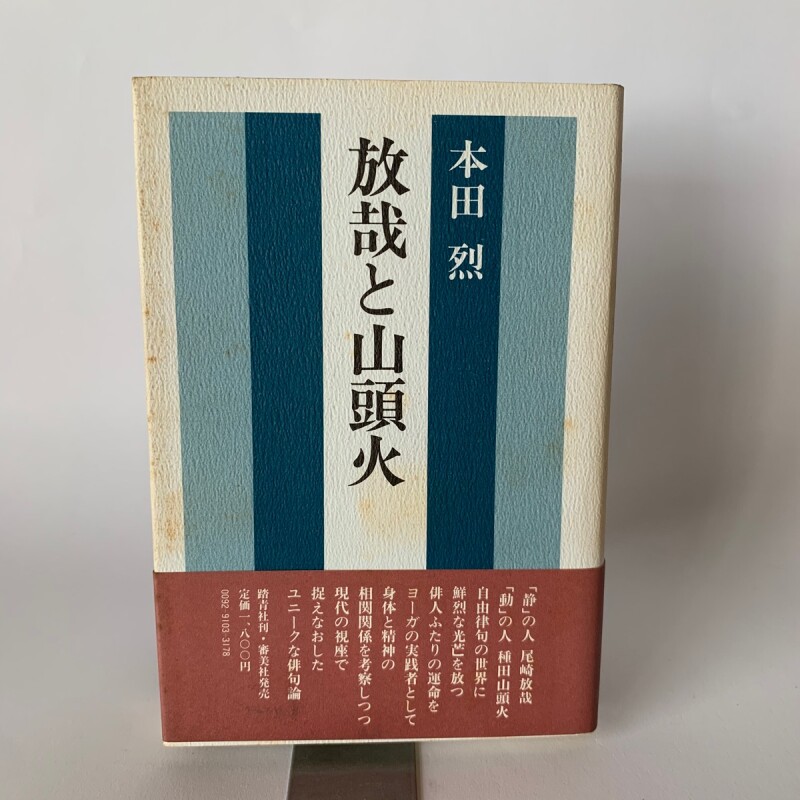 本田 烈
放哉と山頭火
「静」の人 尾崎放哉
「動」の人 種田山頭火
自由律句の世界に
鮮烈な光芒を放つ
俳人ふたりの運命を
ヨーガの実践者として
身体と精神の
相関関係を考察しつつ
現代の視座で
捉えなおした
ユニークな俳句論
踏青社刊・審美社発売
定価一、八〇〇円
0092-9103-3178